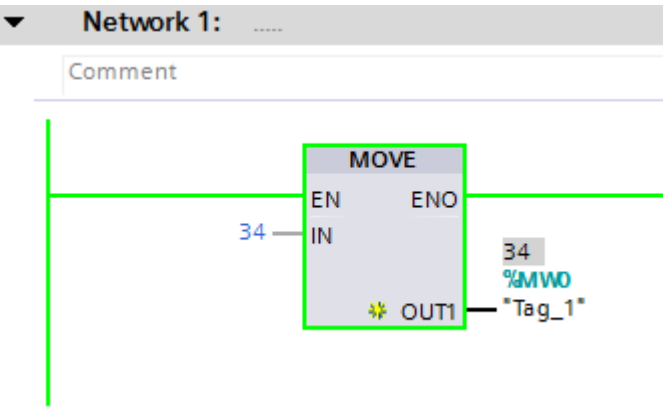 Network 1: .....
Comment
MOVE
EN ENO
34 IN
34
%MW0
OUT1 "Tag_1"